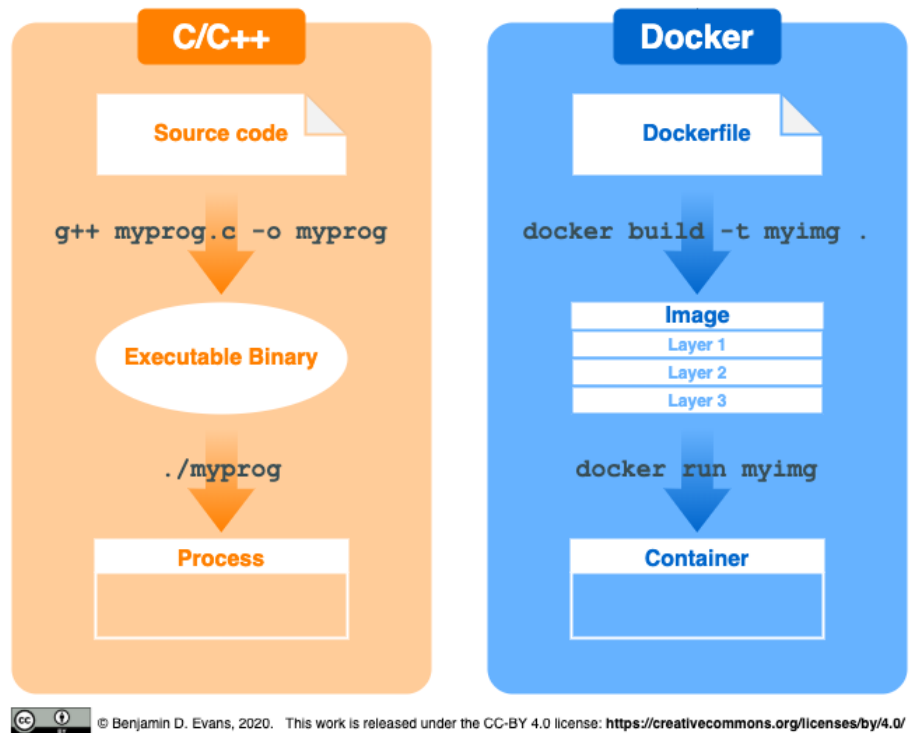 C/C++
Source code
g++ myprog.c -o myprog
Executable Binary
./myprog
Process
Docker
Dockerfile
docker build -t myimg .
Image
Layer 1
Layer 2
Layer 3
docker run myimg
Container
cc
BY
© Benjamin D. Evans, 2020. This work is released under the CC-BY 4.0 license: https://creativecommons.org/licenses/by/4.0/